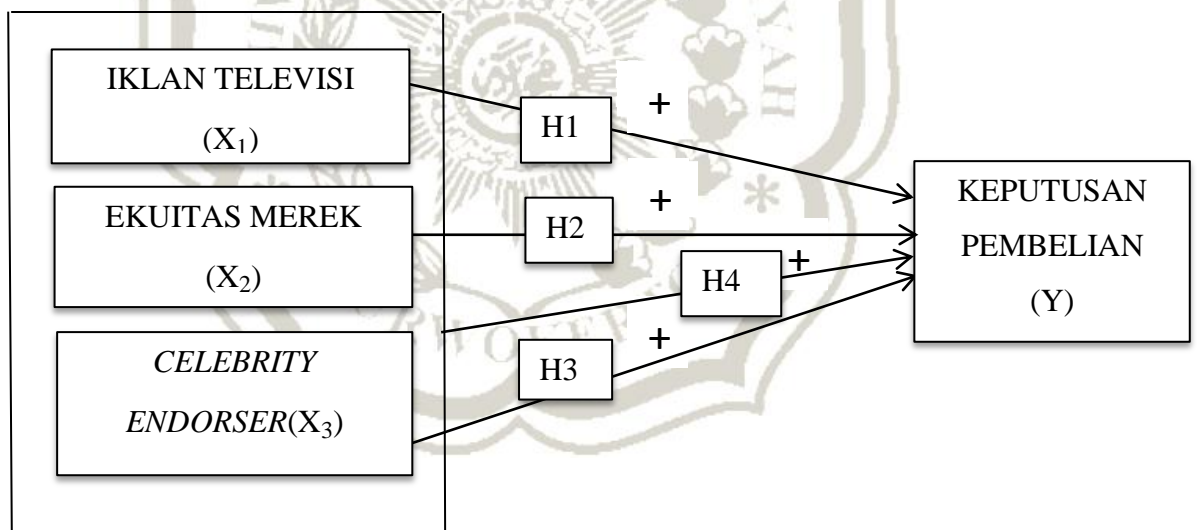 IKLAN TELEVISI
(X₁)
H1
+
EKUITAS MEREK
(X₂)
H2
+
H4
+
CELEBRITY
ENDORSER(X₃)
H3
+
KEPUTUSAN
PEMBELIAN
(Y)